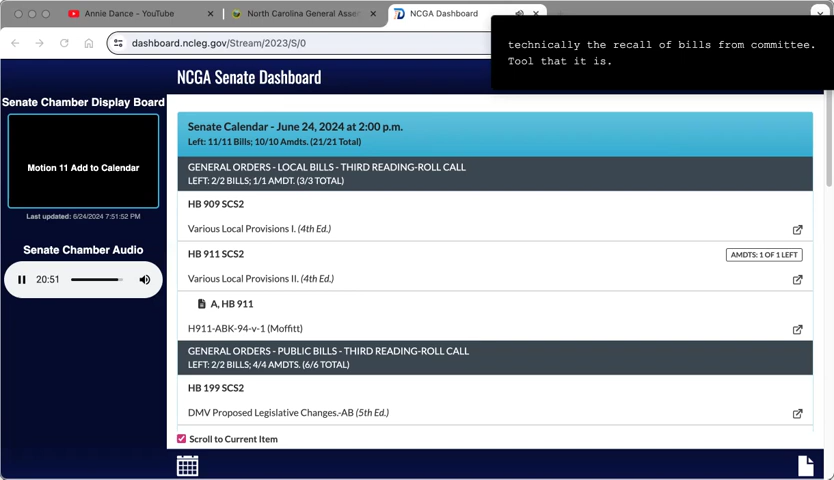 Annie Dance – YouTube
North Carolina General Assem
NCGA Dashboard
dashboard.ncleg.gov/Stream/2023/S/0
technically the recall of bills from committee.
Tool that it is.
NCGA Senate Dashboard
Senate Chamber Display Board
Motion 11 Add to Calendar
Last updated: 6/24/2024 7:51:52 PM
Senate Chamber Audio
20:51
Senate Calendar - June 24, 2024 at 2:00 p.m.
Left: 11/11 Bills; 10/10 Amdts. (21/21 Total)
GENERAL ORDERS - LOCAL BILLS - THIRD READING-ROLL CALL
LEFT: 2/2 BILLS; 1/1 AMDT. (3/3 TOTAL)
HB 909 SCS2
Various Local Provisions I. (4th Ed.)
HB 911 SCS2
AMDTS: 1 OF 1 LEFT
Various Local Provisions II. (4th Ed.)
A, HB 911
H911-ABK-94-v-1 (Moffitt)
GENERAL ORDERS - PUBLIC BILLS - THIRD READING-ROLL CALL
LEFT: 2/2 BILLS; 4/4 AMDTS. (6/6 TOTAL)
HB 199 SCS2
DMV Proposed Legislative Changes.-AB (5th Ed.)
Scroll to Current Item